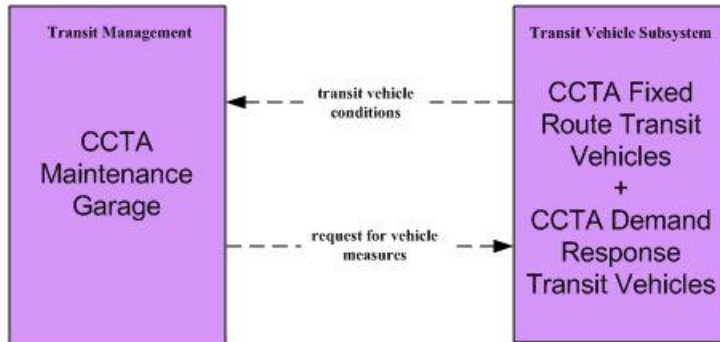 Transit Management
CCTA
Maintenance
Garage
transit vehicle
conditions
request for vehicle
measures
Transit Vehicle Subsystem
CCTA Fixed
Route Transit
Vehicles
+
CCTA Demand
Response
Transit Vehicles